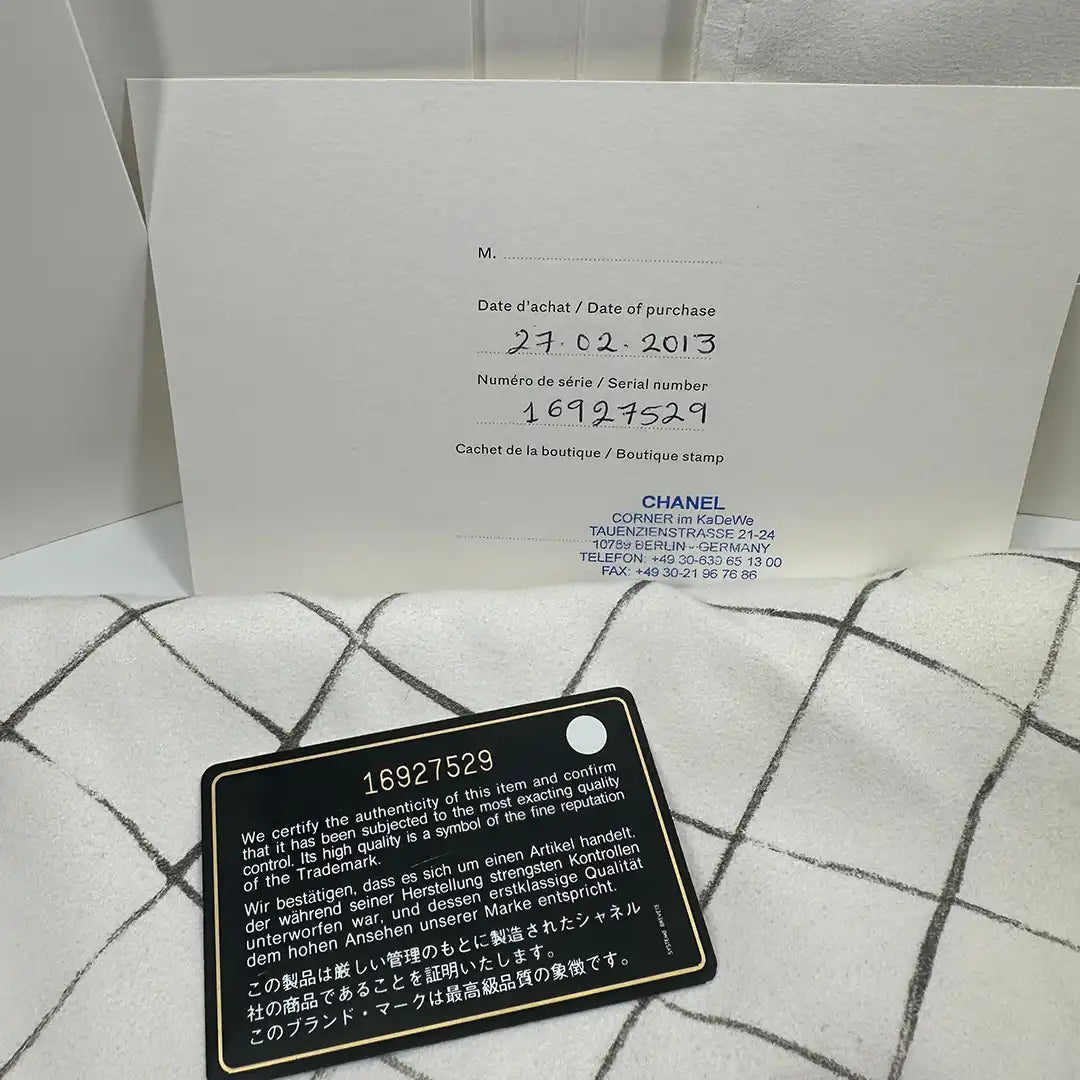 M.
Date d'achat / Date of purchase
27.02.2013
Numéro de série / Serial number
16927529
Cachet de la boutique / Boutique stamp
CHANEL
CORNER im KaDeWe
TAUENZIENSTRASSE 21-24
10789 BERLIN - GERMANY
TELEFON: +49 30-639 65 13 00
FAX: +49 30-21 96 76 86
16927529
We certify the authenticity of this item and confirm
that it has been subjected to the most exacting quality
control. Its high quality is a symbol of the fine reputation
of the Trademark.
Wir bestätigen, dass es sich um einen Artikel handelt,
der während seiner Herstellung strengsten Kontrollen
unterworfen war, und dessen erstklassige Qualität
dem hohen Ansehen unserer Marke entspricht.
この製品は厳しい管理のもとに製造されたシャネル
社の商品であることを証明いたします。
このブランド・マークは最高級品質の象徴です。